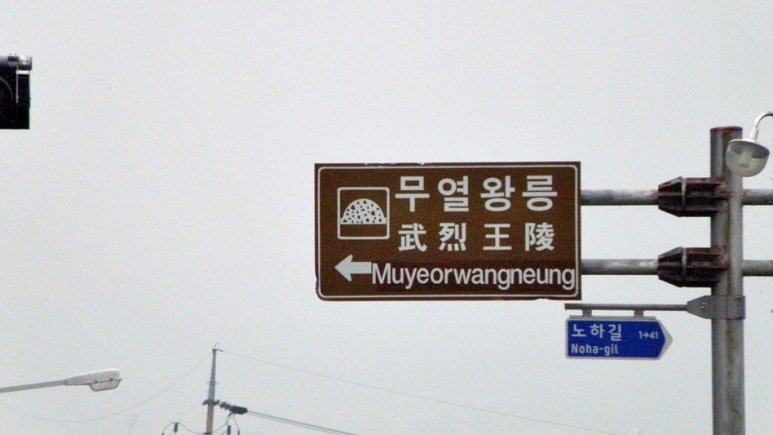 무열왕릉
武烈王陵
Muyeorwangneung
노하길 1→41
Noha-gil